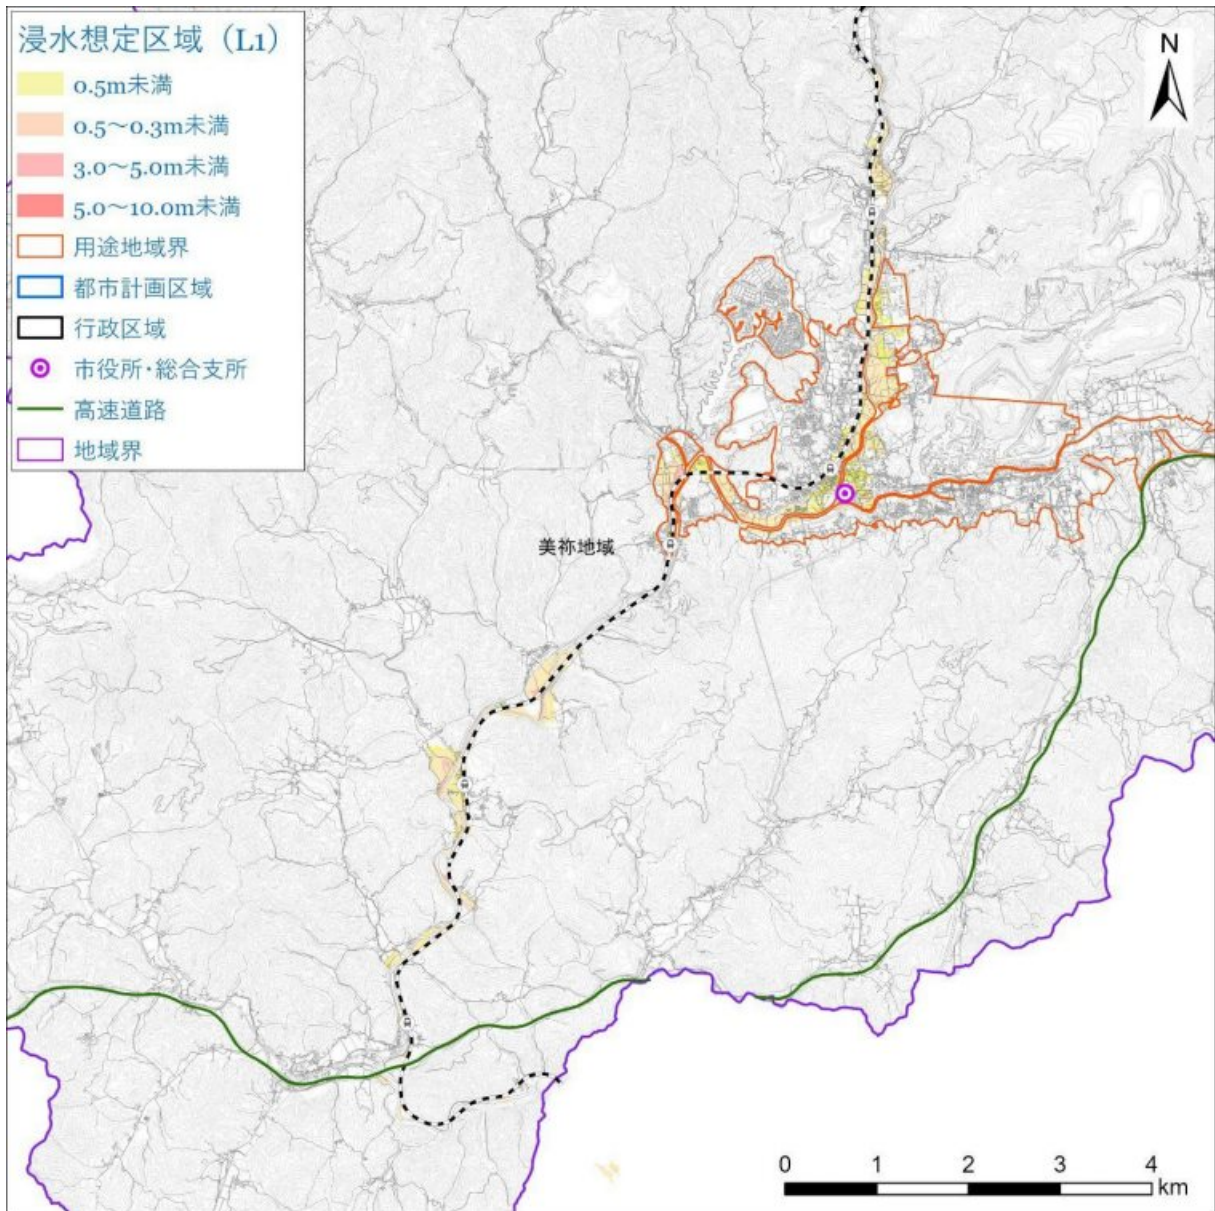 浸水想定区域（L1）
0.5m未満
0.5～0.3m未満
3.0～5.0m未満
5.0～10.0m未満
用途地域界
都市計画区域
行政区域
市役所・総合支所
高速道路
地域界
N
美祢地域
0 1 2 3 4
km